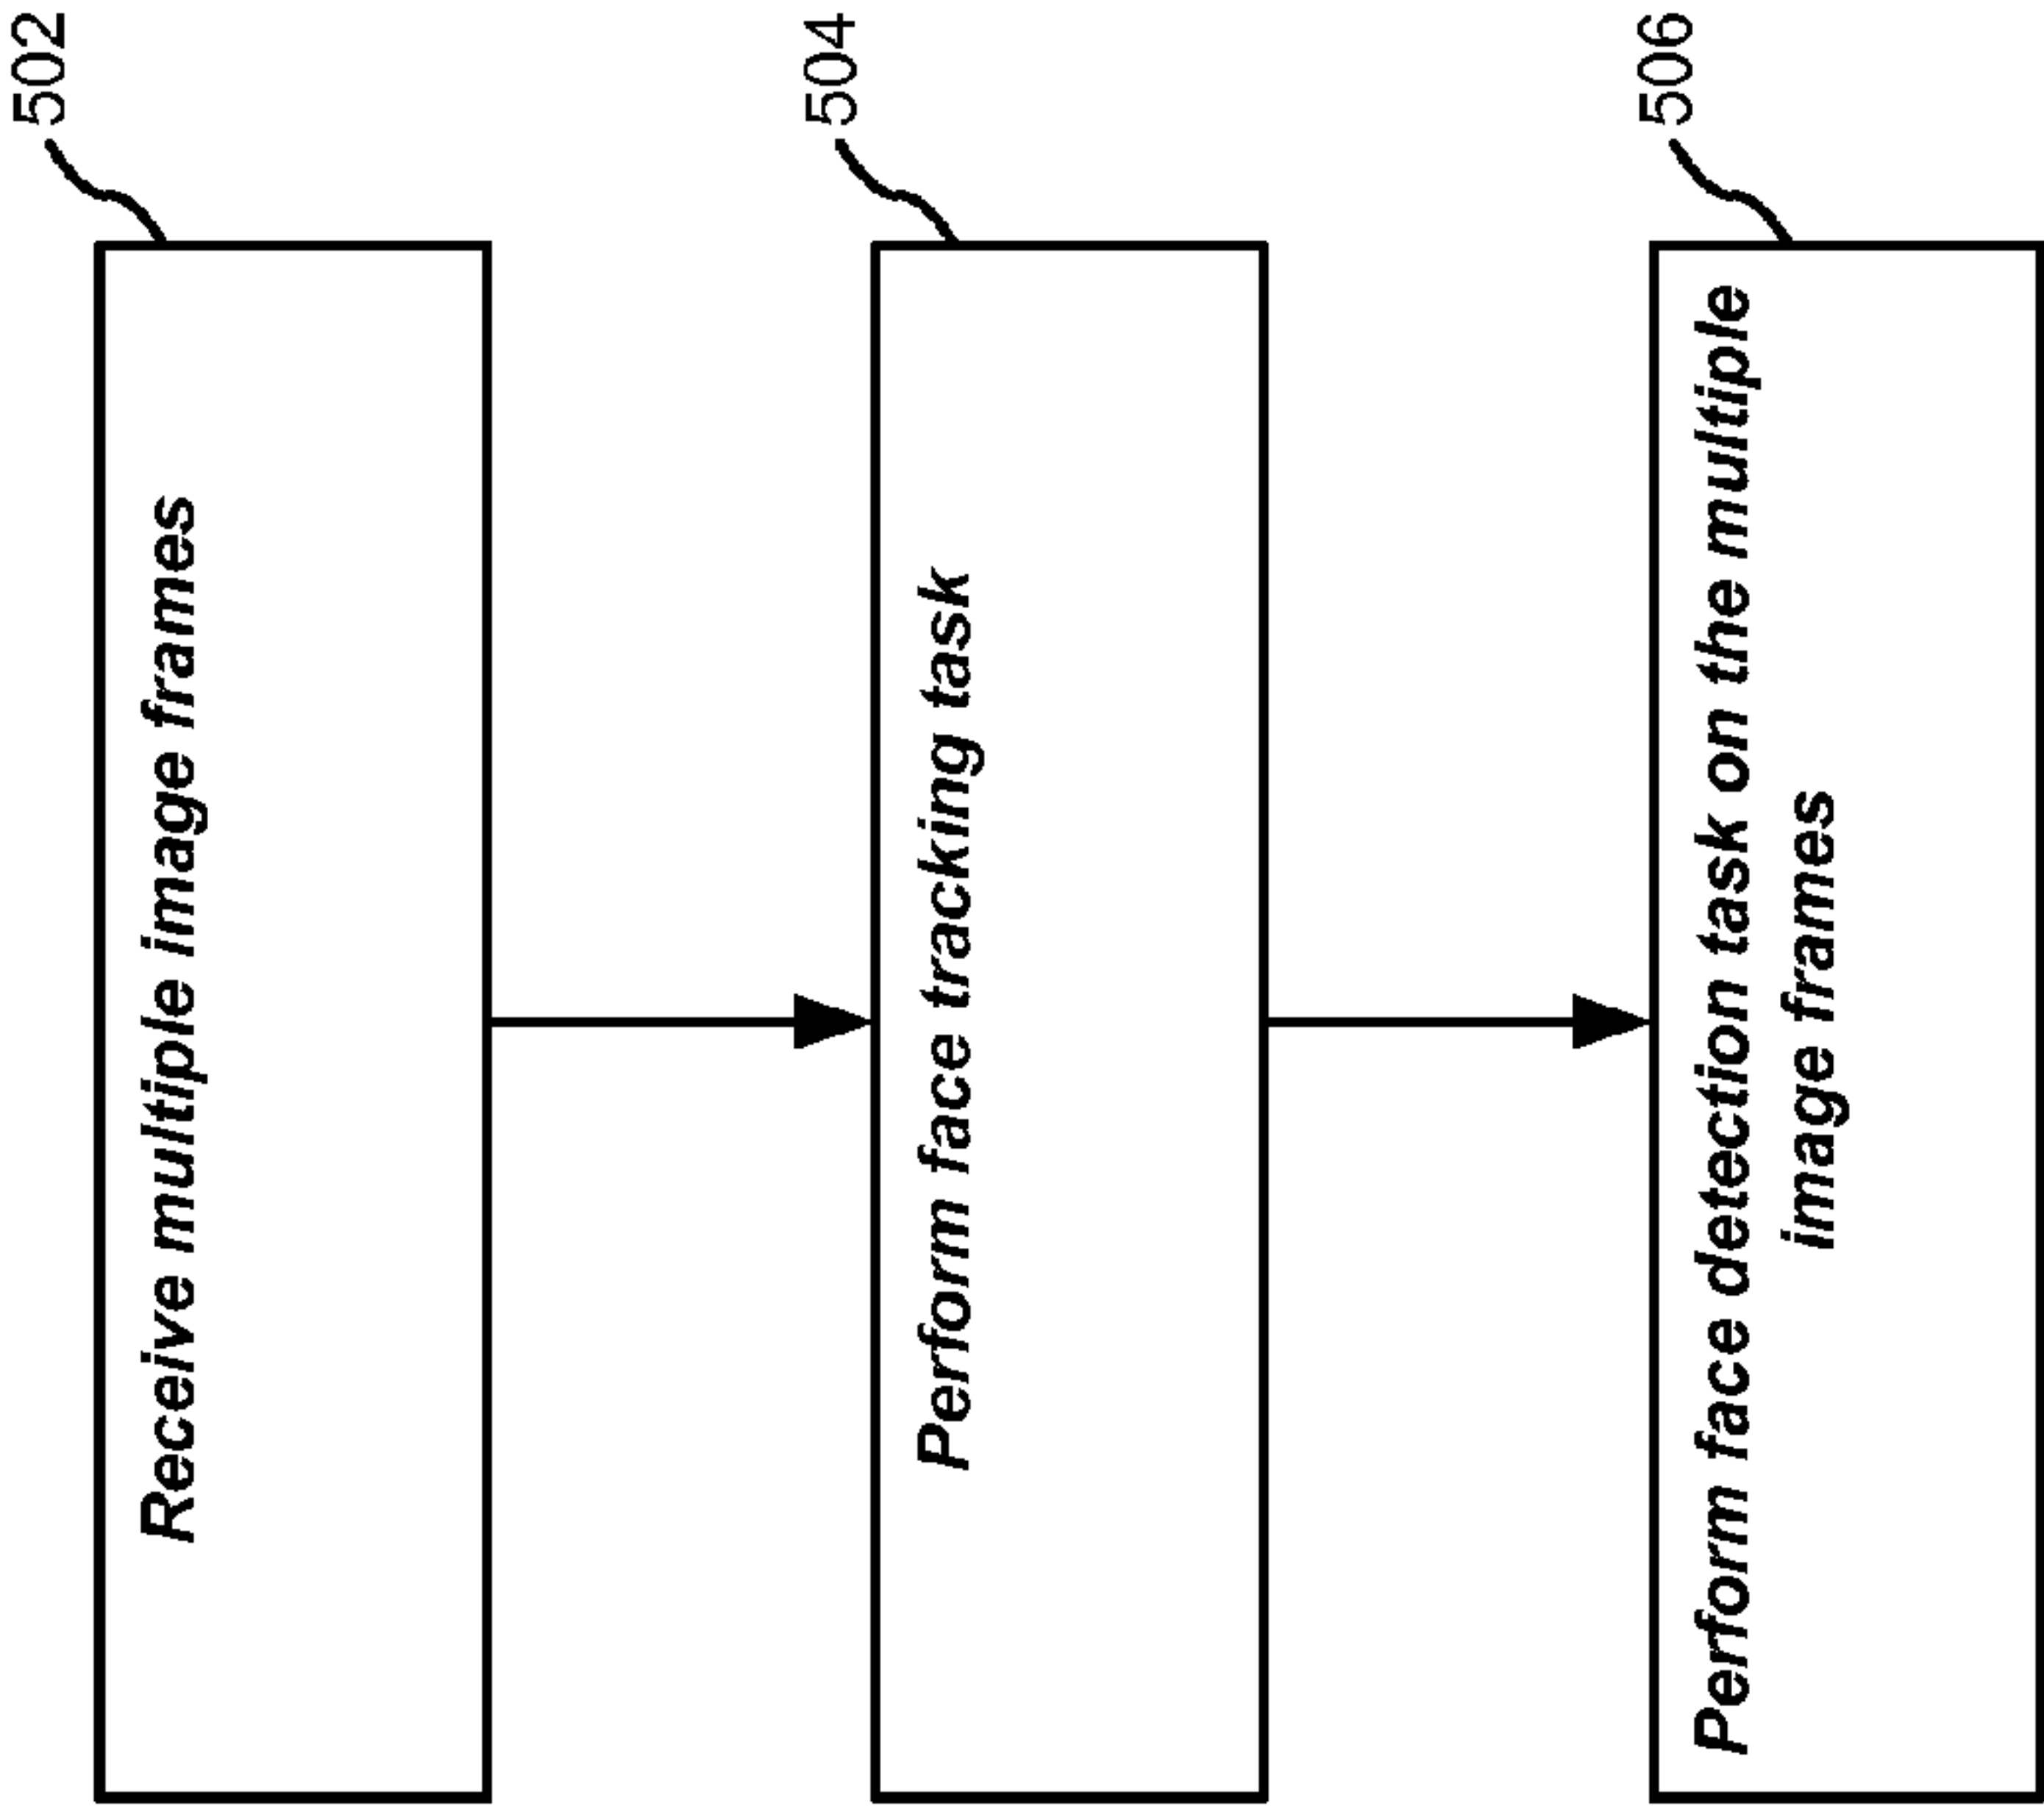 502
Receive multiple image frames
504
Perform face tracking task
506
Perform face detection task on the multiple
image frames